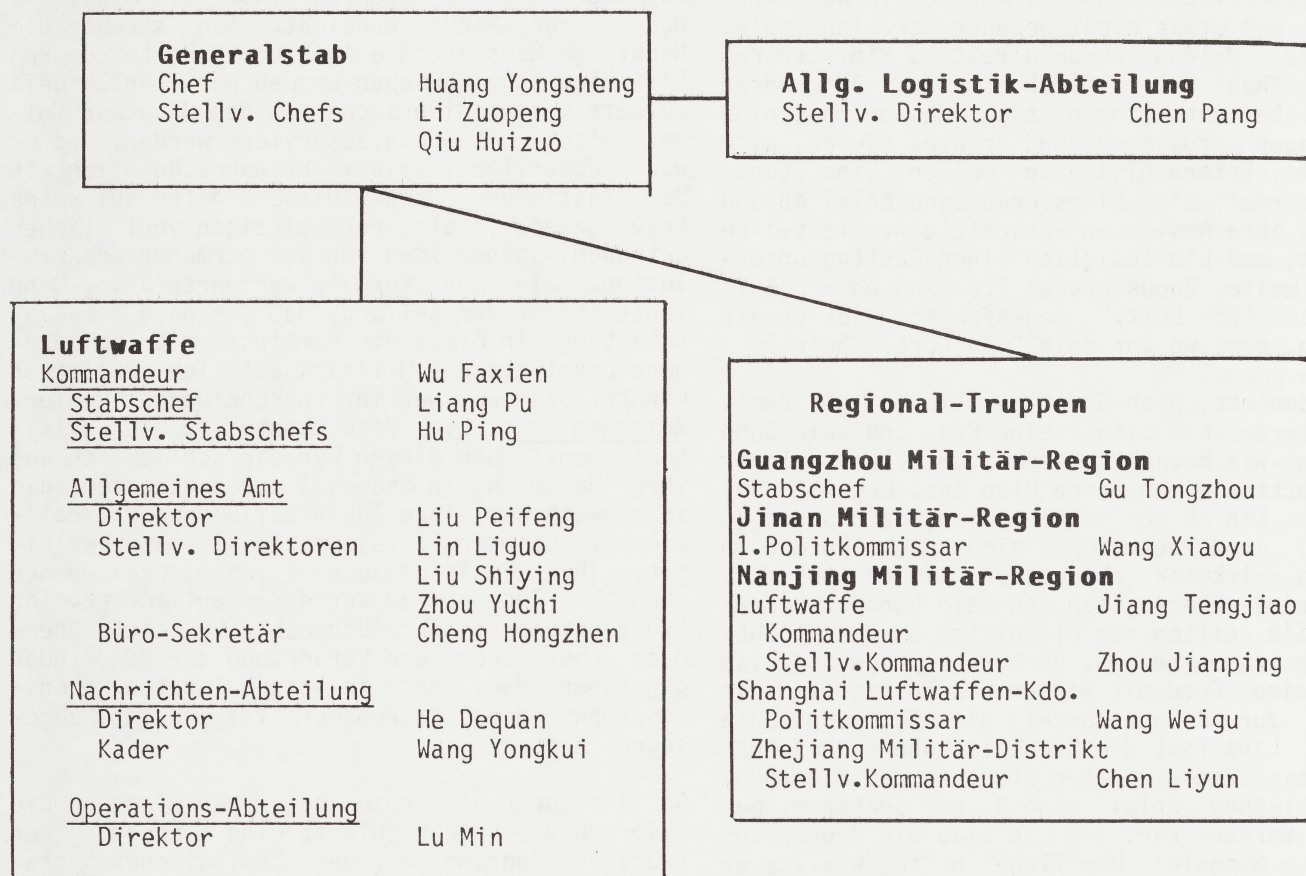 Generalstab
Chef Huang Yongsheng
Stellv. Chefs Li Zuopeng
Qiu Huizuo
Allg. Logistik-Abteilung
Stellv. Direktor Chen Pang
Luftwaffe
Kommandeur Wu Faxien
Stabschef Liang Pu
Stellv. Stabschefs Hu Ping
Allgemeines Amt
Direktor Liu Peifeng
Stellv. Direktoren Lin Liguo
Liu Shiying
Zhou Yuchi
Büro-Sekretär Cheng Hongzhen
Nachrichten-Abteilung
Direktor He Dequan
Kader Wang Yongkui
Operations-Abteilung
Direktor Lu Min
Regional-Truppen
Guangzhou Militär-Region
Stabschef Gu Tongzhou
Jinan Militär-Region
1.Politkommissar Wang Xiaoyu
Nanjing Militär-Region
Luftwaffe Jiang Tengjiao
Kommandeur
Stellv.Kommandeur Zhou Jianping
Shanghai Luftwaffen-Kdo.
Politkommissar Wang Weigu
Zhejiang Militär-Distrikt
Stellv.Kommandeur Chen Liyun